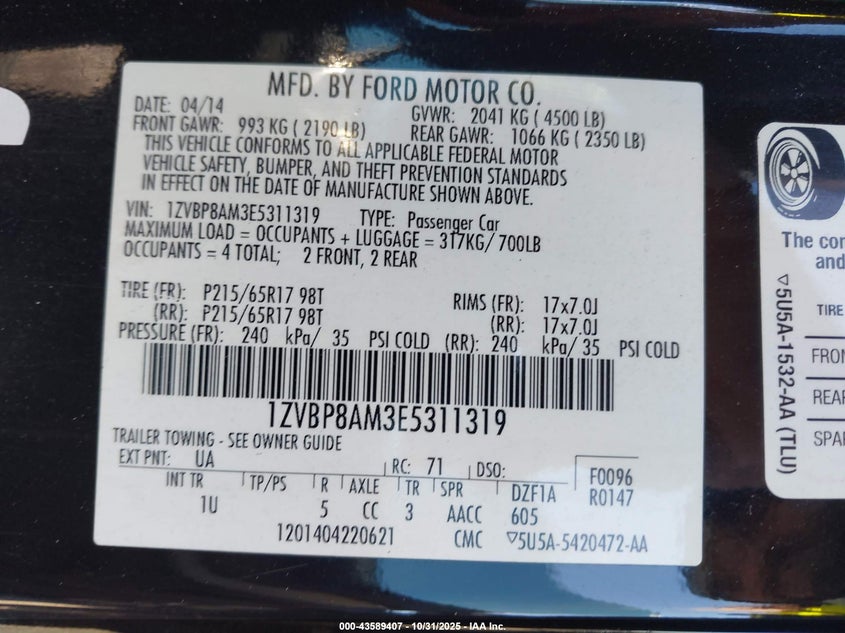 MFD. BY FORD MOTOR CO.
DATE: 04/14 GVWR: 2041 KG ( 4500 LB)
FRONT GAWR: 993 KG ( 2190 LB) REAR GAWR: 1066 KG ( 2350 LB)
THIS VEHICLE CONFORMS TO ALL APPLICABLE FEDERAL MOTOR
VEHICLE SAFETY, BUMPER, AND THEFT PREVENTION STANDARDS
IN EFFECT ON THE DATE OF MANUFACTURE SHOWN ABOVE.
VIN: 1ZVBP8AM3E5311319 TYPE: Passenger Car
MAXIMUM LOAD = OCCUPANTS + LUGGAGE = 317KG/ 700LB
OCCUPANTS = 4 TOTAL; 2 FRONT, 2 REAR
TIRE (FR): P215/65R17 98T RIMS (FR): 17x7.0J
(RR): P215/65R17 98T (RR): 17x7.0J
PRESSURE (FR): 240 kPa/ 35 PSI COLD (RR): 240 kPa/ 35 PSI COLD
1ZVBP8AM3E5311319
TRAILER TOWING - SEE OWNER GUIDE
EXT PNT: UA RC: 71 DSO: F0096
INT TR TP/PS R AXLE TR SPR DZF1A R0147
1U 5 CC 3 AACC 605
1201404220621 CMC ▽5U5A-5420472-AA
The con
and
▽5U5A-1532-AA (TLU)
TIRE
FRON
REAR
SPAR
000-43589407 - 10/31/2025 - IAA Inc.